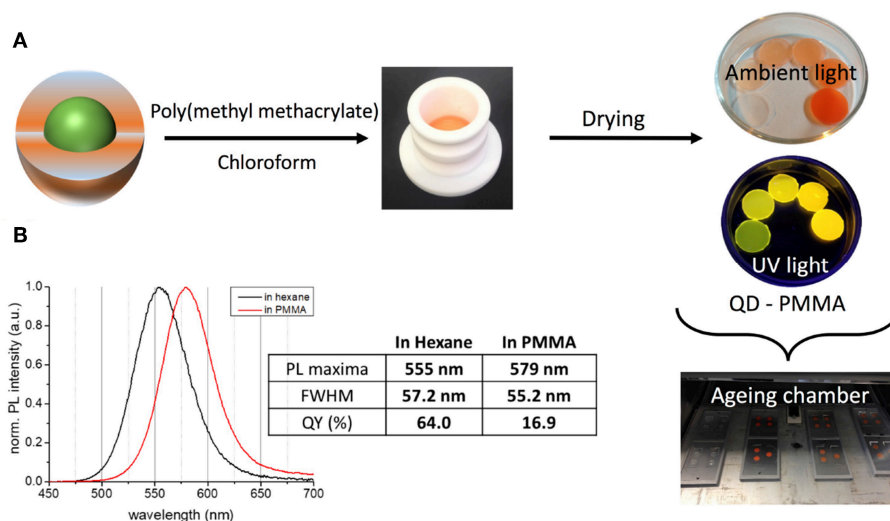 A
Poly(methyl methacrylate)
Chloroform
Drying
Ambient light
UV light
QD - PMMA
Ageing chamber
B
norm. PL intensity (a.u.)
1.0
0.8
0.6
0.4
0.2
0.0
450 500 550 600 650 700
wavelength (nm)
in hexane
in PMMA
In Hexane In PMMA
PL maxima 555 nm 579 nm
FWHM 57.2 nm 55.2 nm
QY (%) 64.0 16.9